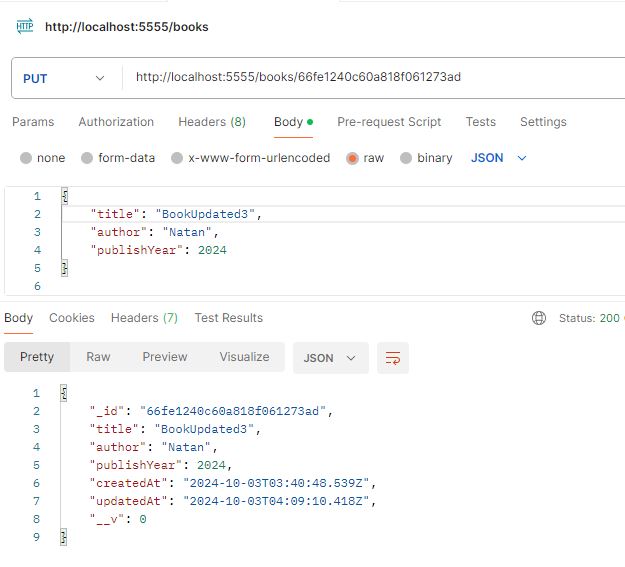 HTTP http://localhost:5555/books
PUT http://localhost:5555/books/66fe1240c60a818f061273ad
Params Authorization Headers (8) Body Pre-request Script Tests Settings
none form-data x-www-form-urlencoded raw binary JSON
1 {
2 "title": "BookUpdated3",
3 "author": "Natan",
4 "publishYear": 2024
5 }
6
Body Cookies Headers (7) Test Results Status: 200
Pretty Raw Preview Visualize JSON
1 {
2 "_id": "66fe1240c60a818f061273ad",
3 "title": "BookUpdated3",
4 "author": "Natan",
5 "publishYear": 2024,
6 "createdAt": "2024-10-03T03:40:48.539Z",
7 "updatedAt": "2024-10-03T04:09:10.418Z",
8 "__v": 0
9 }